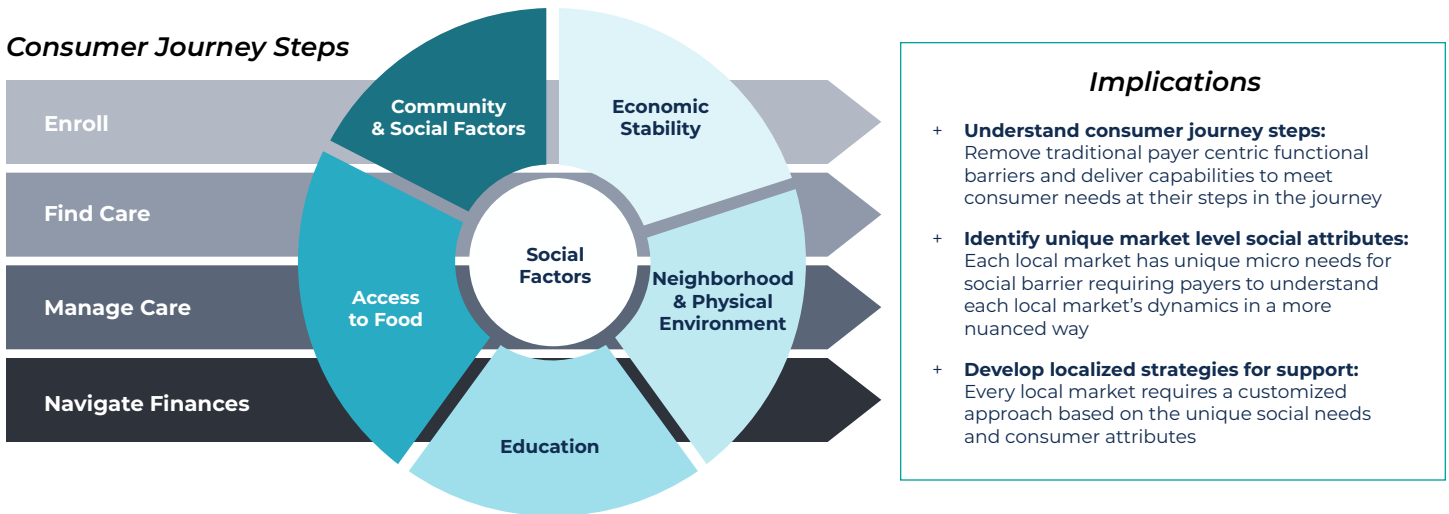 Consumer Journey Steps
Enroll
Find Care
Manage Care
Navigate Finances
Community
& Social Factors
Economic
Stability
Neighborhood
& Physical
Environment
Education
Access
to Food
Social
Factors
Implications
+ Understand consumer journey steps:
Remove traditional payer centric functional
barriers and deliver capabilities to meet
consumer needs at their steps in the journey
+ Identify unique market level social attributes:
Each local market has unique micro needs for
social barrier requiring payers to understand
each local market’s dynamics in a more
nuanced way
+ Develop localized strategies for support:
Every local market requires a customized
approach based on the unique social needs
and consumer attributes